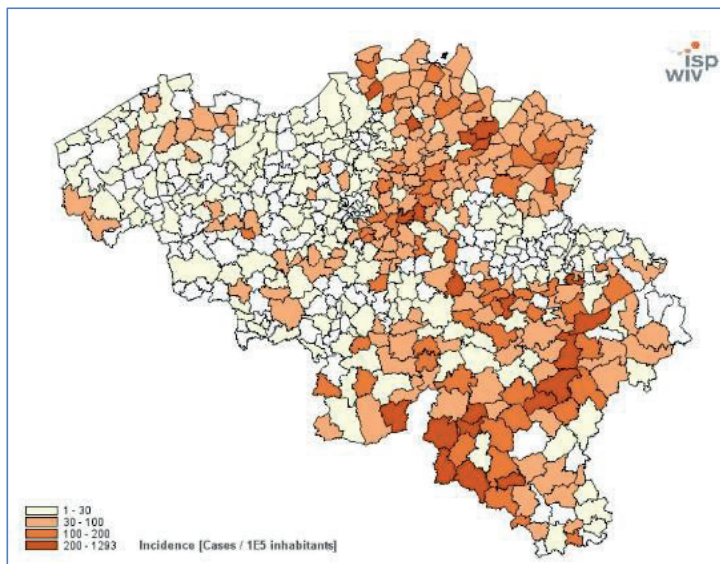 isp
wiv
1 - 30
30 - 100
100 - 200
200 - 1293 Incidence [Cases / 1E5 inhabitants]